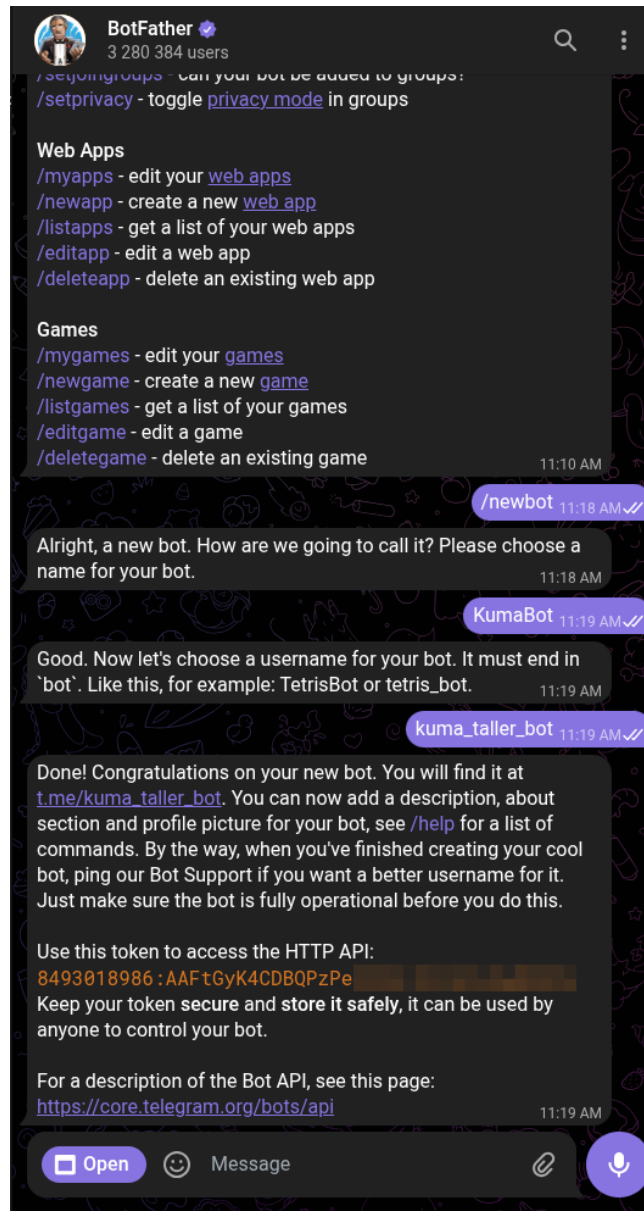 BotFather
3 280 384 users
/setjoingroups - can your bot be added to groups?
/setprivacy - toggle privacy mode in groups
Web Apps
/myapps - edit your web apps
/newapp - create a new web app
/listapps - get a list of your web apps
/editapp - edit a web app
/deleteapp - delete an existing web app
Games
/mygames - edit your games
/newgame - create a new game
/listgames - get a list of your games
/editgame - edit a game
/deletegame - delete an existing game
11:10 AM
/newbot 11:18 AM
Alright, a new bot. How are we going to call it? Please choose a
name for your bot.
11:18 AM
KumaBot 11:19 AM
Good. Now let's choose a username for your bot. It must end in
`bot`. Like this, for example: TetrisBot or tetris_bot.
11:19 AM
kuma_taller_bot 11:19 AM
Done! Congratulations on your new bot. You will find it at
t.me/kuma_taller_bot. You can now add a description, about
section and profile picture for your bot, see /help for a list of
commands. By the way, when you've finished creating your cool
bot, ping our Bot Support if you want a better username for it.
Just make sure the bot is fully operational before you do this.
Use this token to access the HTTP API:
8493018986:AAFtGyK4CDBQPzPe
Keep your token secure and store it safely, it can be used by
anyone to control your bot.
For a description of the Bot API, see this page:
https://core.telegram.org/bots/api
11:19 AM
Open
Message